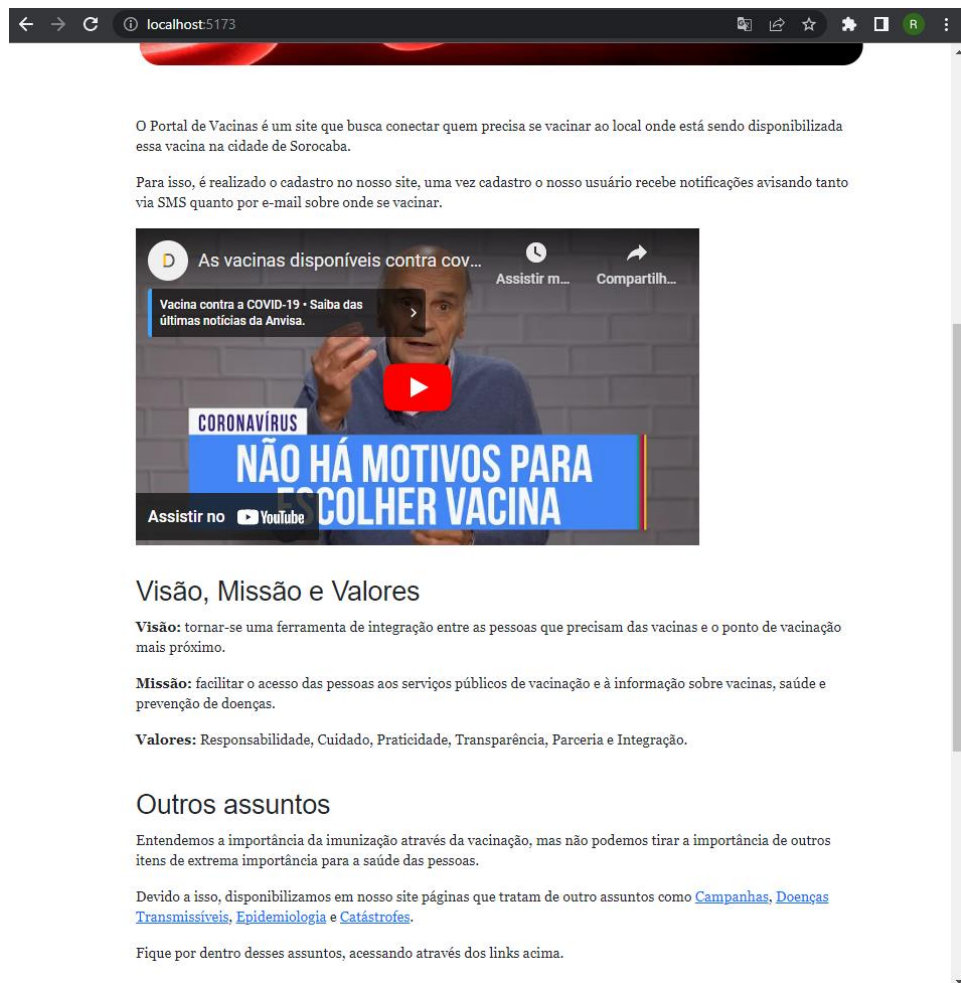 localhost:5173
R
O Portal de Vacinas é um site que busca conectar quem precisa se vacinar ao local onde está sendo disponibilizada
essa vacina na cidade de Sorocaba.
Para isso, é realizado o cadastro no nosso site, uma vez cadastro o nosso usuário recebe notificações avisando tanto
via SMS quanto por e-mail sobre onde se vacinar.
D
As vacinas disponíveis contra cov...
Assistir m...
Compartilh...
Vacina contra a COVID-19 • Saiba das
últimas notícias da Anvisa.
CORONAVÍRUS
NÃO HÁ MOTIVOS PARA
ESCOLHER VACINA
Assistir no YouTube
Visão, Missão e Valores
Visão: tornar-se uma ferramenta de integração entre as pessoas que precisam das vacinas e o ponto de vacinação
mais próximo.
Missão: facilitar o acesso das pessoas aos serviços públicos de vacinação e à informação sobre vacinas, saúde e
prevenção de doenças.
Valores: Responsabilidade, Cuidado, Praticidade, Transparência, Parceria e Integração.
Outros assuntos
Entendemos a importância da imunização através da vacinação, mas não podemos tirar a importância de outros
itens de extrema importância para a saúde das pessoas.
Devido a isso, disponibilizamos em nosso site páginas que tratam de outro assuntos como Campanhas, Doenças
Transmissíveis, Epidemiologia e Catástrofes.
Fique por dentro desses assuntos, acessando através dos links acima.